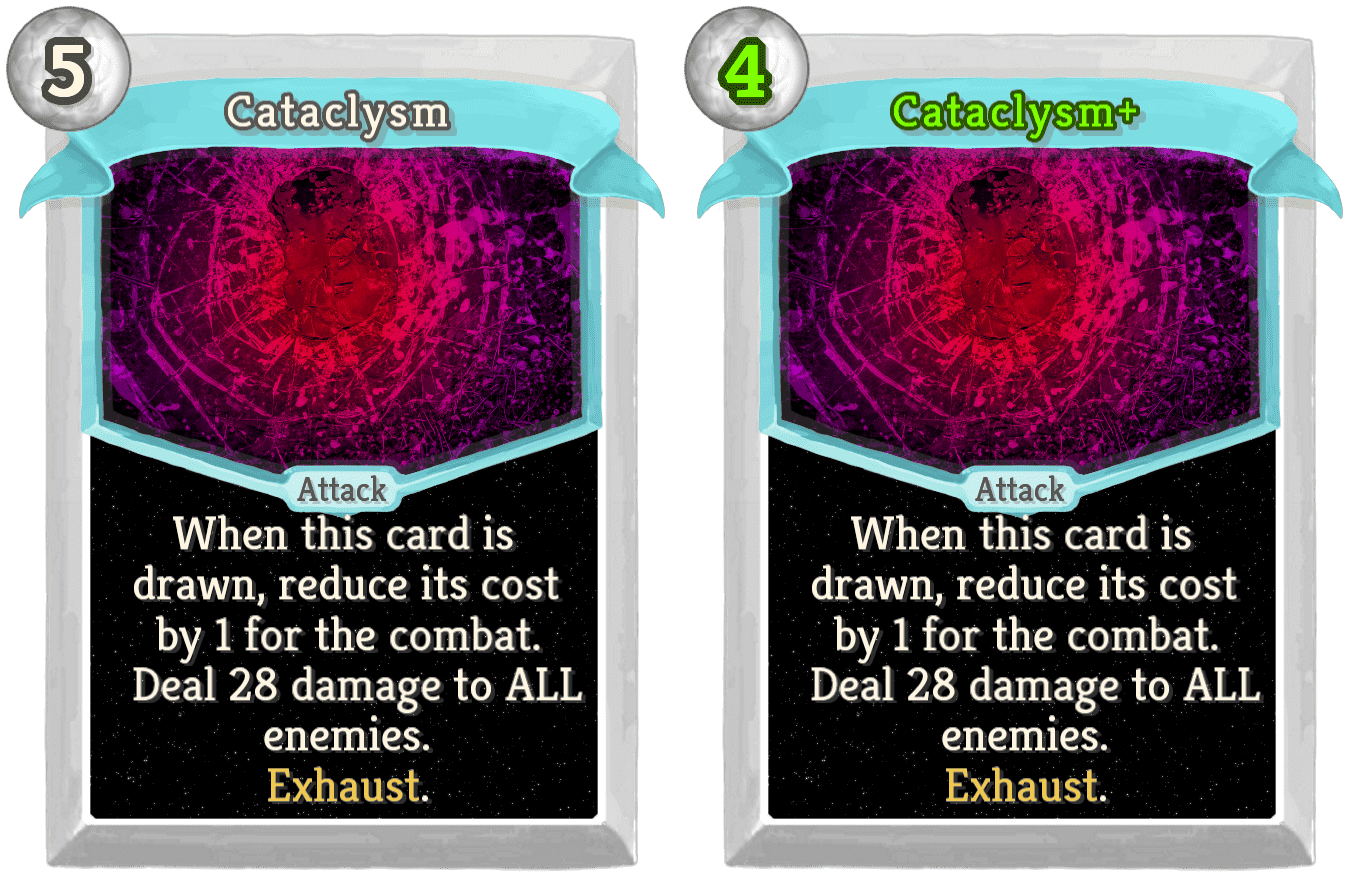 5
Cataclysm
Attack
When this card is
drawn, reduce its cost
by 1 for the combat.
Deal 28 damage to ALL
enemies.
Exhaust.
4
Cataclysm+
Attack
When this card is
drawn, reduce its cost
by 1 for the combat.
Deal 28 damage to ALL
enemies.
Exhaust.